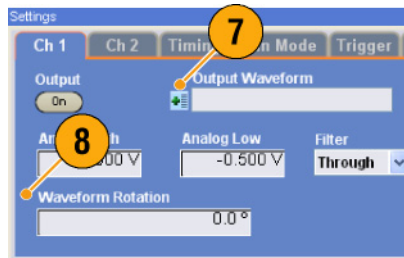 Settings
7
Ch 1 Ch 2 Mode Trigger
Output Output Waveform
On
8
Analog Low Filter
-0.500 V Through
Waveform Rotation
0.0 °